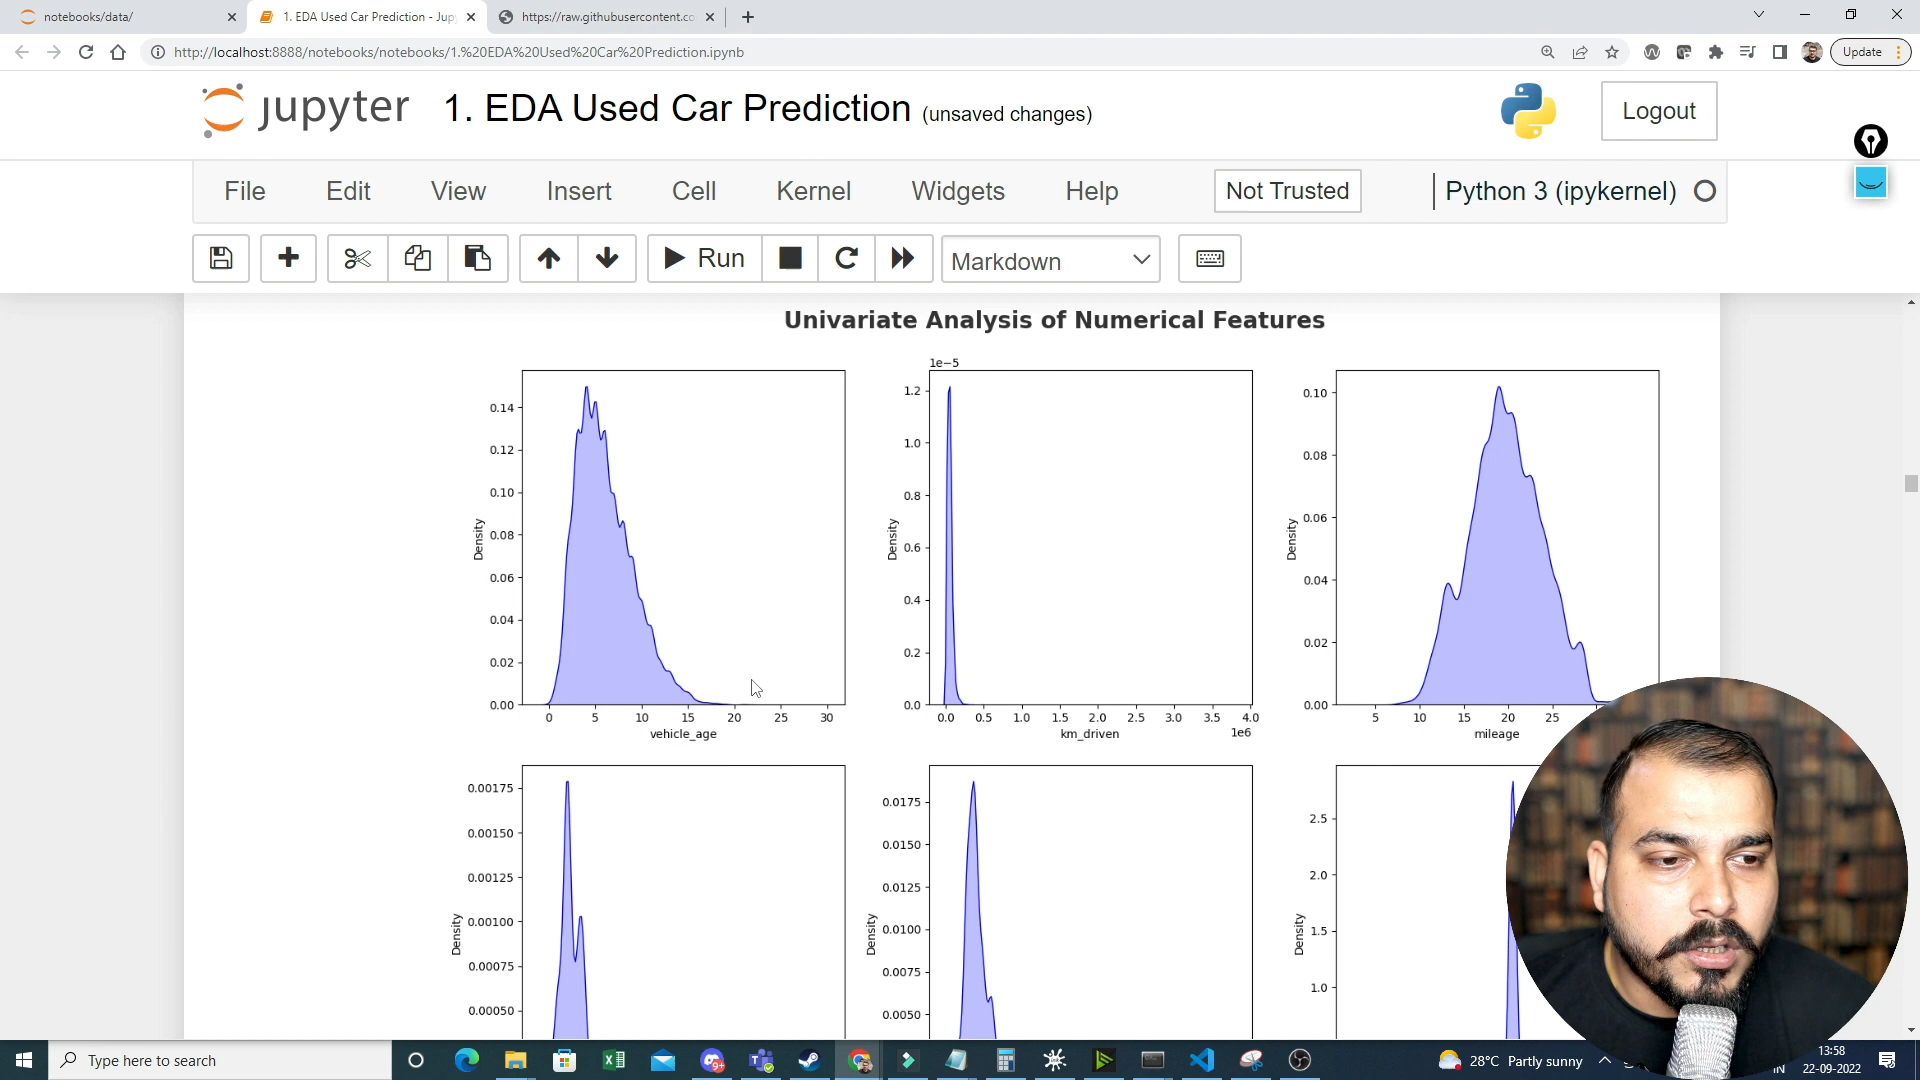 notebooks/data/
1. EDA Used Car Prediction - Jup
https://raw.githubusercontent.co
http://localhost:8888/notebooks/notebooks/1.%20EDA%20Used%20Car%20Prediction.ipynb
Update
jupyter 1. EDA Used Car Prediction (unsaved changes)
Logout
File Edit View Insert Cell Kernel Widgets Help Not Trusted Python 3 (ipykernel)
Run Markdown
Univariate Analysis of Numerical Features
Density
0.14
0.12
0.10
0.08
0.06
0.04
0.02
0.00
0 5 10 15 20 25 30
vehicle_age
1e−5
Density
1.2
1.0
0.8
0.6
0.4
0.2
0.0
0.0 0.5 1.0 1.5 2.0 2.5 3.0 3.5 4.0
1e6
km_driven
Density
0.10
0.08
0.06
0.04
0.02
0.00
5 10 15 20 25
mileage
Density
0.00175
0.00150
0.00125
0.00100
0.00075
0.00050
Density
0.0175
0.0150
0.0125
0.0100
0.0075
0.0050
Density
2.5
2.0
1.5
1.0
Type here to search
9+
28°C Partly sunny
IN
13:58
22-09-2022